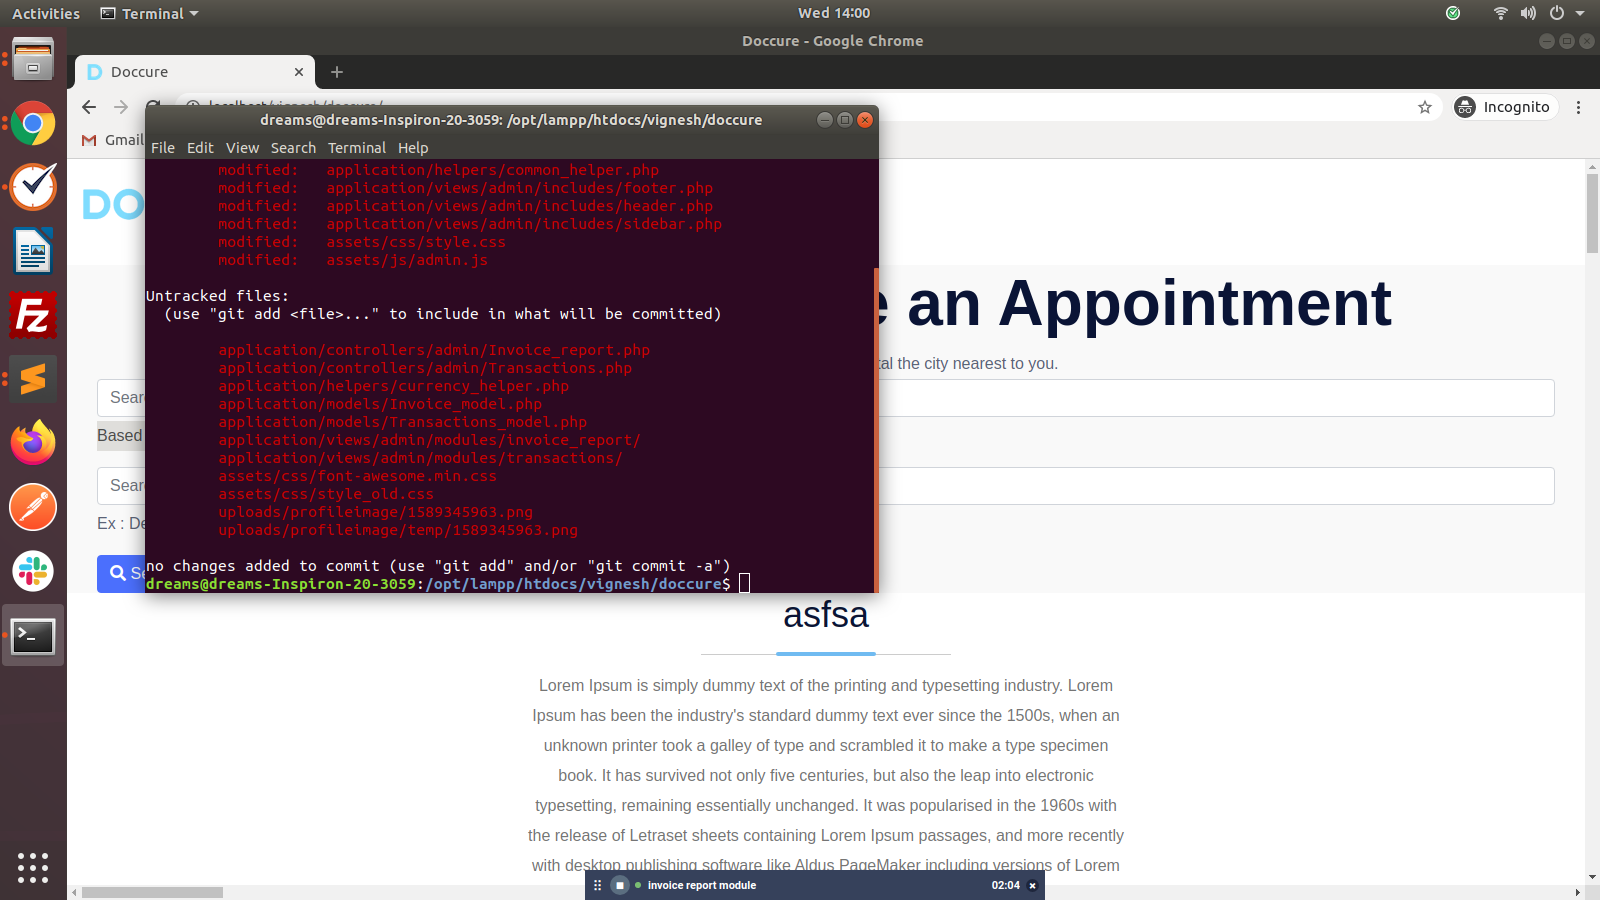 Activities Terminal Wed 14:00
Doccure - Google Chrome
Doccure
Incognito
Gmail
dreams@dreams-Inspiron-20-3059: /opt/lampp/htdocs/vignesh/doccure
File Edit View Search Terminal Help
modified: application/helpers/common_helper.php
modified: application/views/admin/includes/footer.php
modified: application/views/admin/includes/header.php
modified: application/views/admin/includes/sidebar.php
modified: assets/css/style.css
modified: assets/js/admin.js
Untracked files:
(use "git add <file>..." to include in what will be committed)
application/controllers/admin/Invoice_report.php
application/controllers/admin/Transactions.php
application/helpers/currency_helper.php
application/models/Invoice_model.php
application/models/Transactions_model.php
application/views/admin/modules/invoice_report/
application/views/admin/modules/transactions/
assets/css/font-awesome.min.css
assets/css/style_old.css
uploads/profileimage/1589345963.png
uploads/profileimage/temp/1589345963.png
no changes added to commit (use "git add" and/or "git commit -a")
dreams@dreams-Inspiron-20-3059:/opt/lampp/htdocs/vignesh/doccure$
DO
e an Appointment
tal the city nearest to you.
Sear
Based
Sear
Ex : De
Se
asfsa
Lorem Ipsum is simply dummy text of the printing and typesetting industry. Lorem
Ipsum has been the industry's standard dummy text ever since the 1500s, when an
unknown printer took a galley of type and scrambled it to make a type specimen
book. It has survived not only five centuries, but also the leap into electronic
typesetting, remaining essentially unchanged. It was popularised in the 1960s with
the release of Letraset sheets containing Lorem Ipsum passages, and more recently
with desktop publishing software like Aldus PageMaker including versions of Lorem
invoice report module 02:04